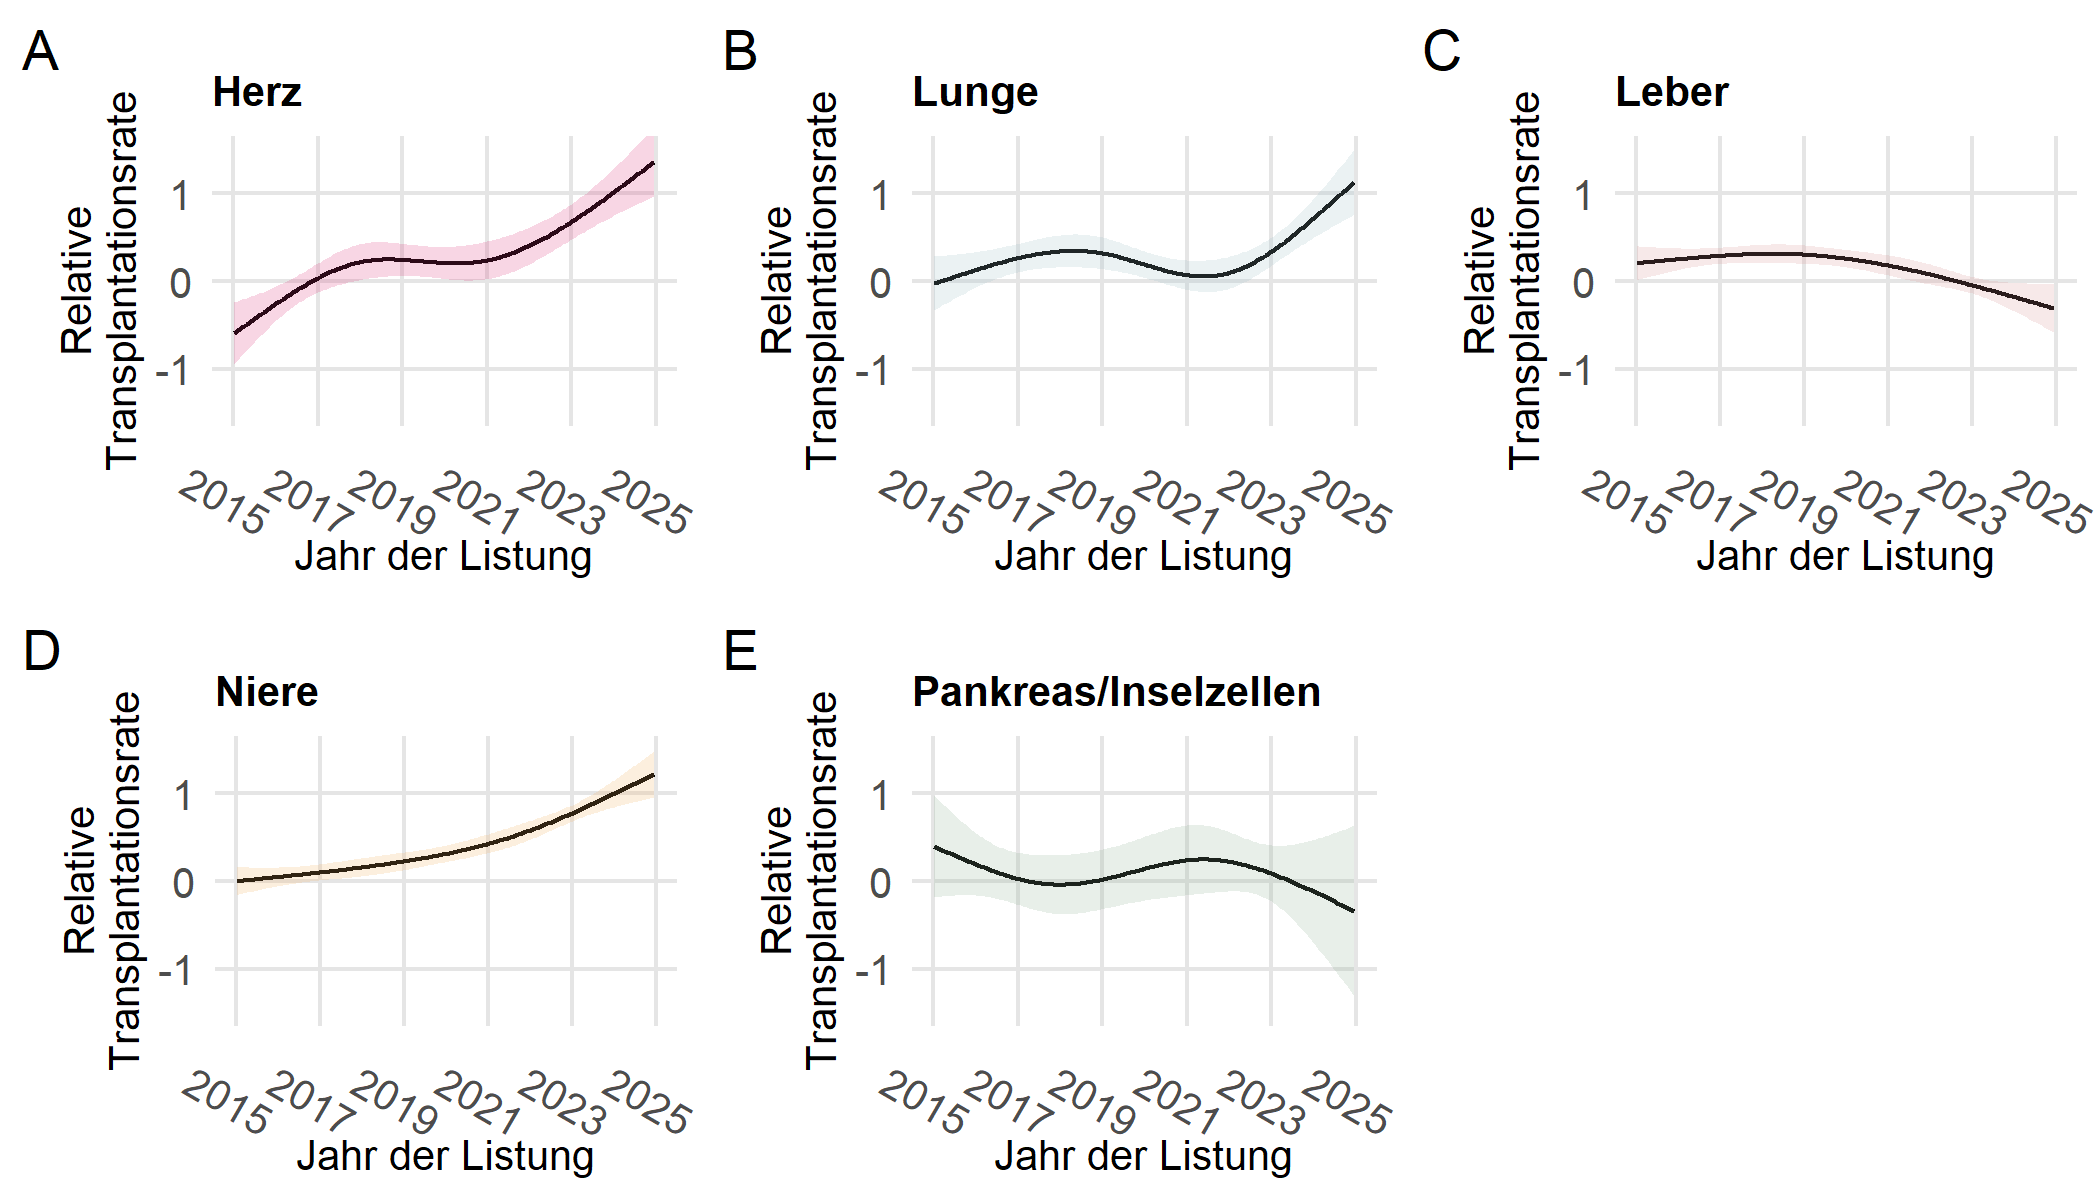 A
Herz
Relative
Transplantationsrate
1
0
-1
2015 2017 2019 2021 2023 2025
Jahr der Listung
B
Lunge
Relative
Transplantationsrate
1
0
-1
2015 2017 2019 2021 2023 2025
Jahr der Listung
C
Leber
Relative
Transplantationsrate
1
0
-1
2015 2017 2019 2021 2023 2025
Jahr der Listung
D
Niere
Relative
Transplantationsrate
1
0
-1
2015 2017 2019 2021 2023 2025
Jahr der Listung
E
Pankreas/Inselzellen
Relative
Transplantationsrate
1
0
-1
2015 2017 2019 2021 2023 2025
Jahr der Listung